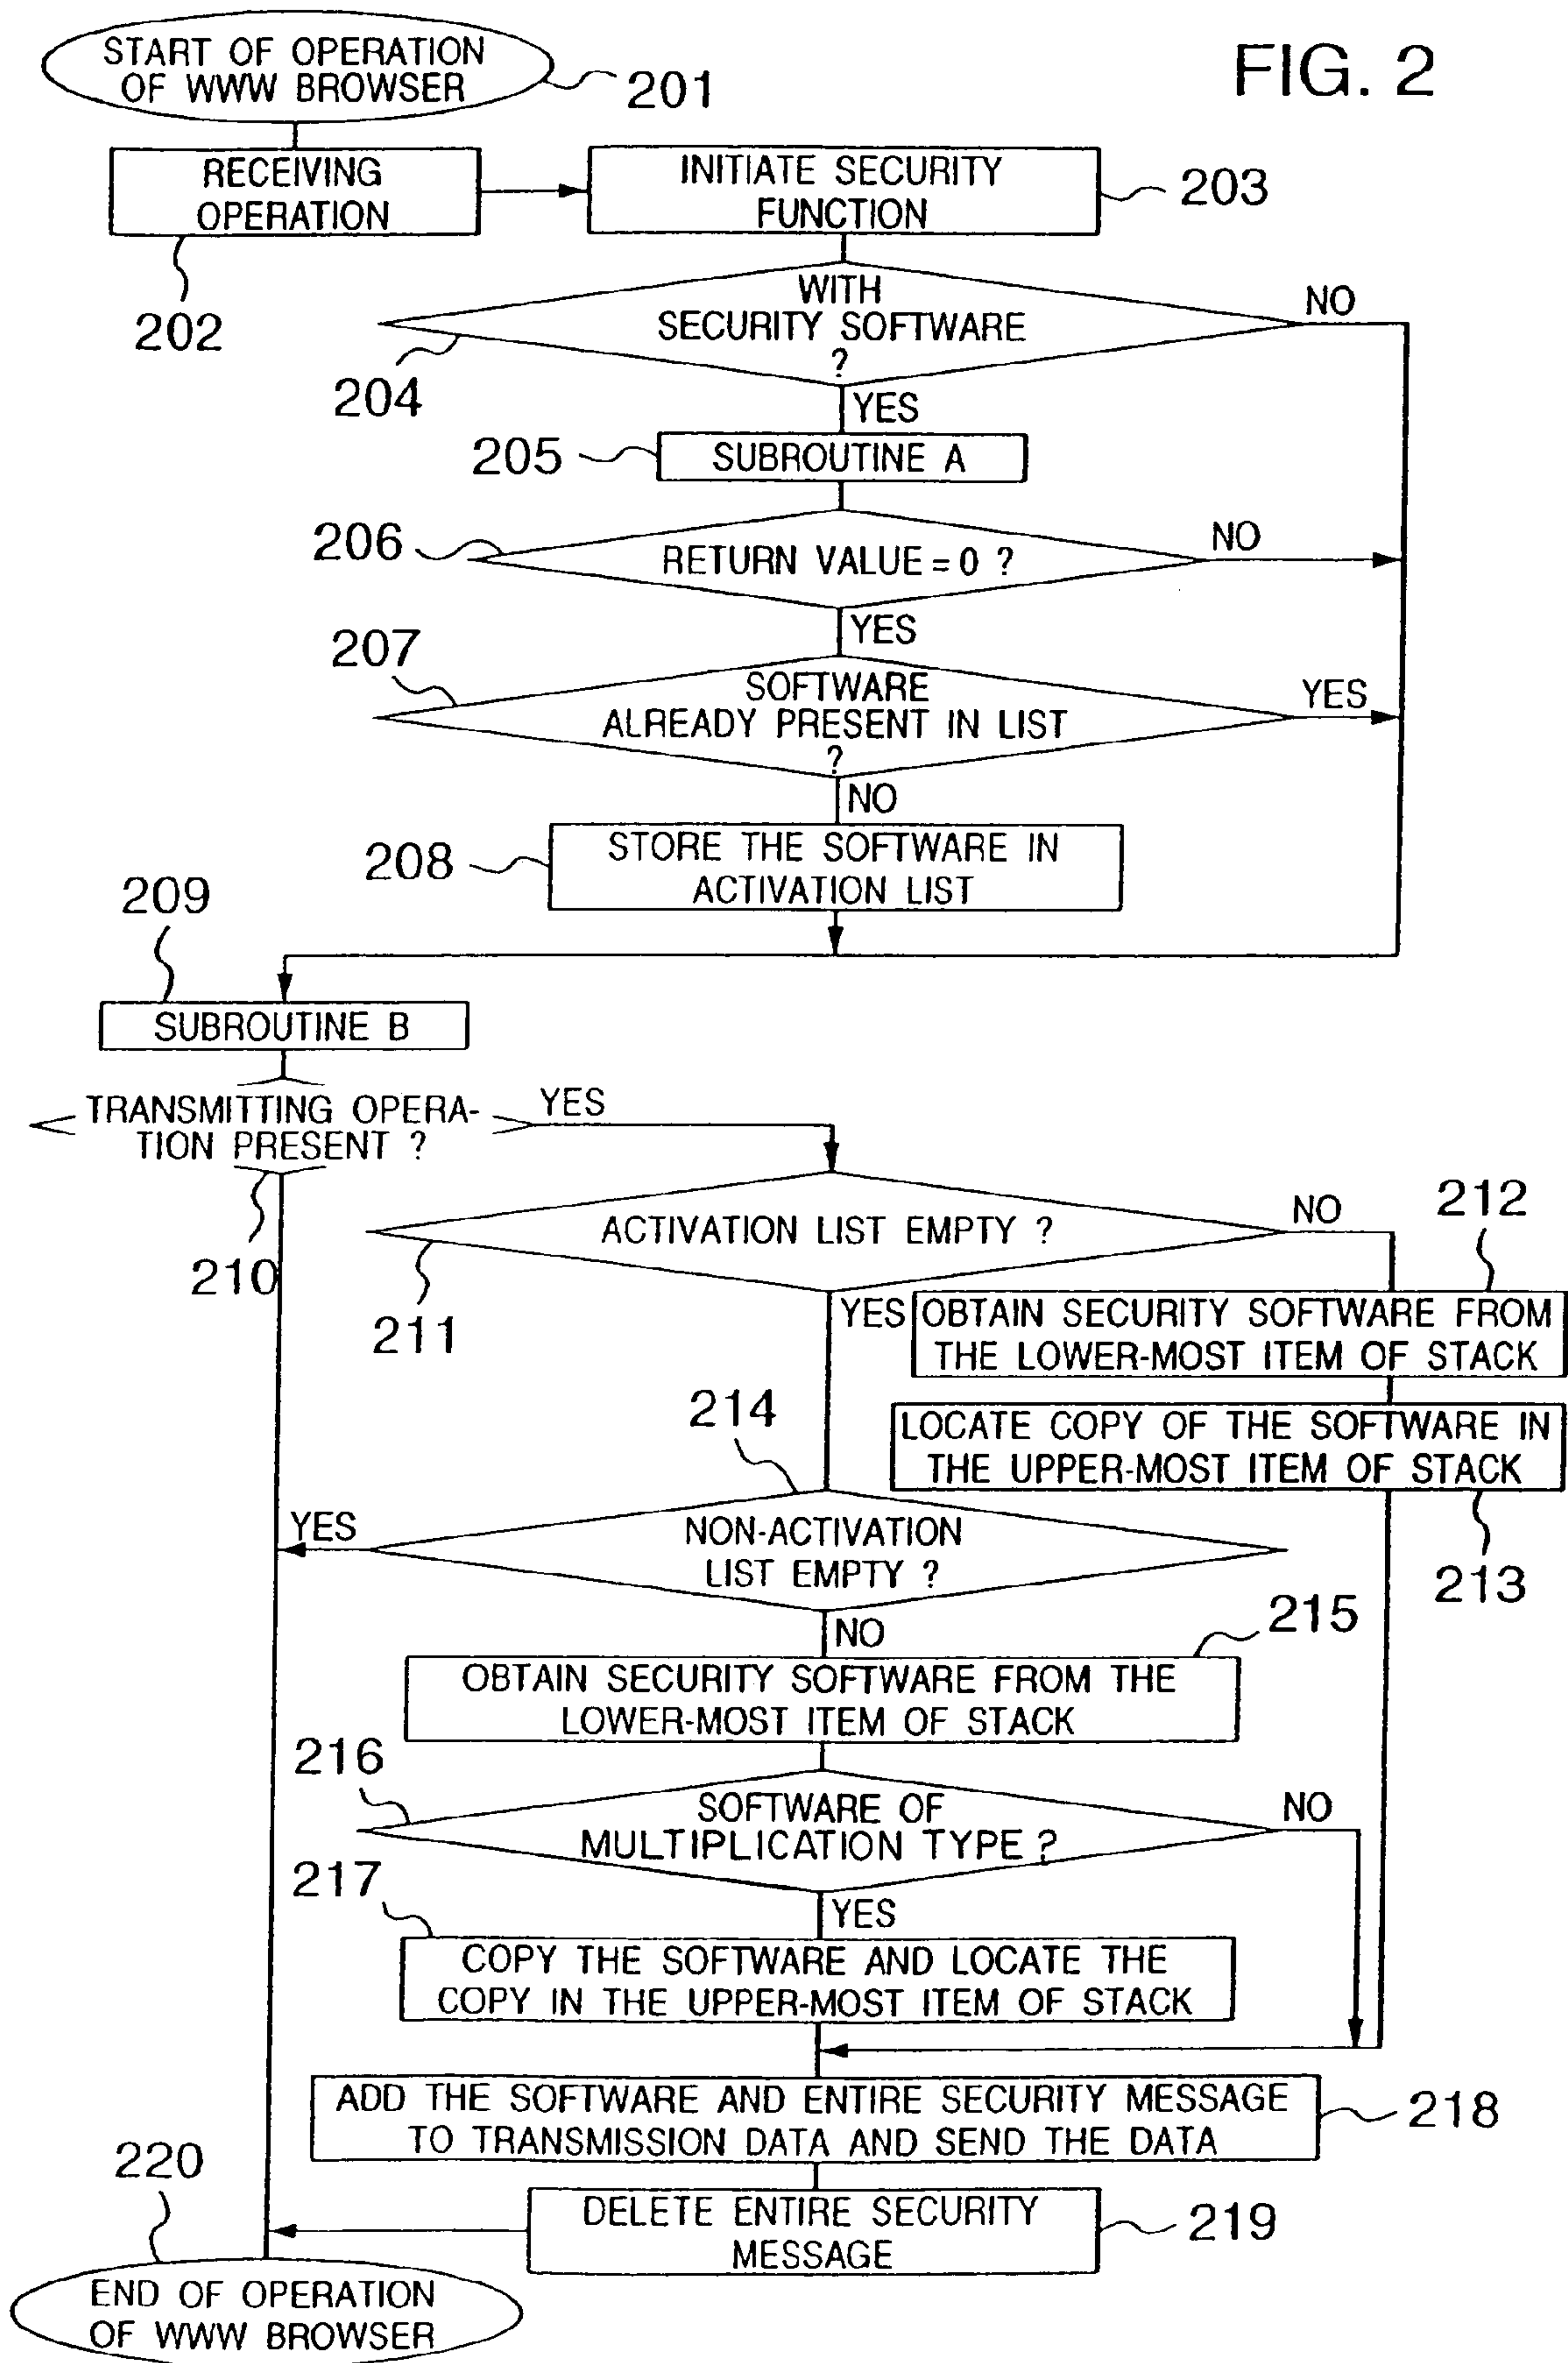 FIG. 2
START OF OPERATION
OF WWW BROWSER
201
RECEIVING
OPERATION
202
INITIATE SECURITY
FUNCTION
203
WITH
SECURITY SOFTWARE
?
NO
204
YES
205
SUBROUTINE A
206
RETURN VALUE = 0 ?
NO
YES
207
SOFTWARE
ALREADY PRESENT IN LIST
?
YES
NO
208
STORE THE SOFTWARE IN
ACTIVATION LIST
209
SUBROUTINE B
TRANSMITTING OPERA-
TION PRESENT ?
YES
210
ACTIVATION LIST EMPTY ?
NO
211
212
YES
OBTAIN SECURITY SOFTWARE FROM
THE LOWER-MOST ITEM OF STACK
LOCATE COPY OF THE SOFTWARE IN
THE UPPER-MOST ITEM OF STACK
213
214
YES
NON-ACTIVATION
LIST EMPTY ?
NO
215
OBTAIN SECURITY SOFTWARE FROM THE
LOWER-MOST ITEM OF STACK
216
SOFTWARE OF
MULTIPLICATION TYPE ?
NO
217
YES
COPY THE SOFTWARE AND LOCATE THE
COPY IN THE UPPER-MOST ITEM OF STACK
ADD THE SOFTWARE AND ENTIRE SECURITY MESSAGE
TO TRANSMISSION DATA AND SEND THE DATA
218
DELETE ENTIRE SECURITY
MESSAGE
219
220
END OF OPERATION
OF WWW BROWSER